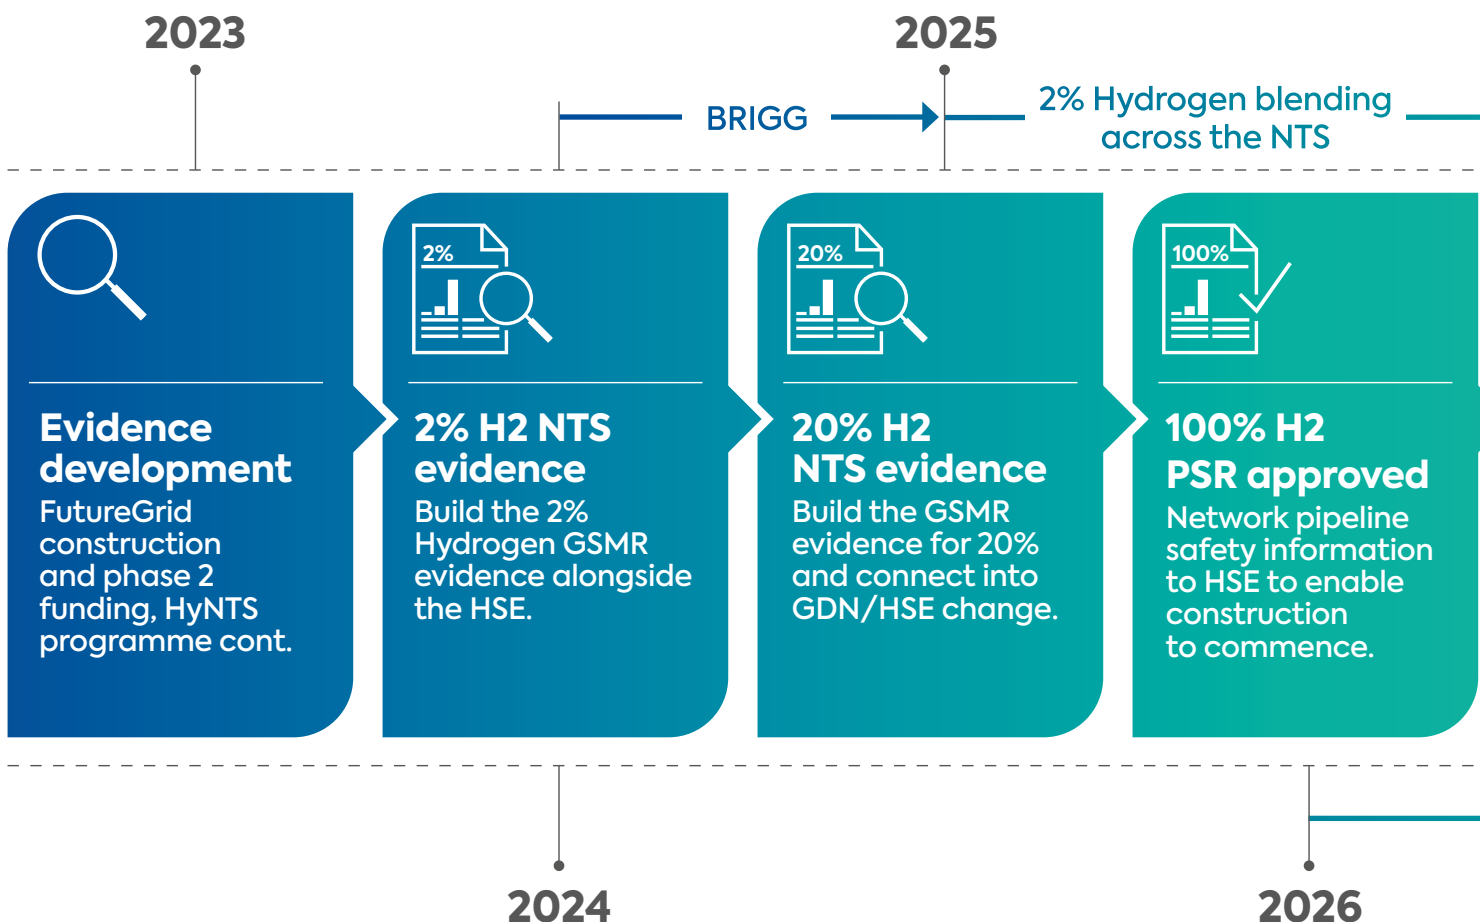 2023
2025
BRIGG
2% Hydrogen blending
across the NTS
Evidence
development
FutureGrid
construction
and phase 2
funding, HyNTS
programme cont.
2%
2% H2 NTS
evidence
Build the 2%
Hydrogen GSMR
evidence alongside
the HSE.
20%
20% H2
NTS evidence
Build the GSMR
evidence for 20%
and connect into
GDN/HSE change.
100%
100% H2
PSR approved
Network pipeline
safety information
to HSE to enable
construction
to commence.
2024
2026